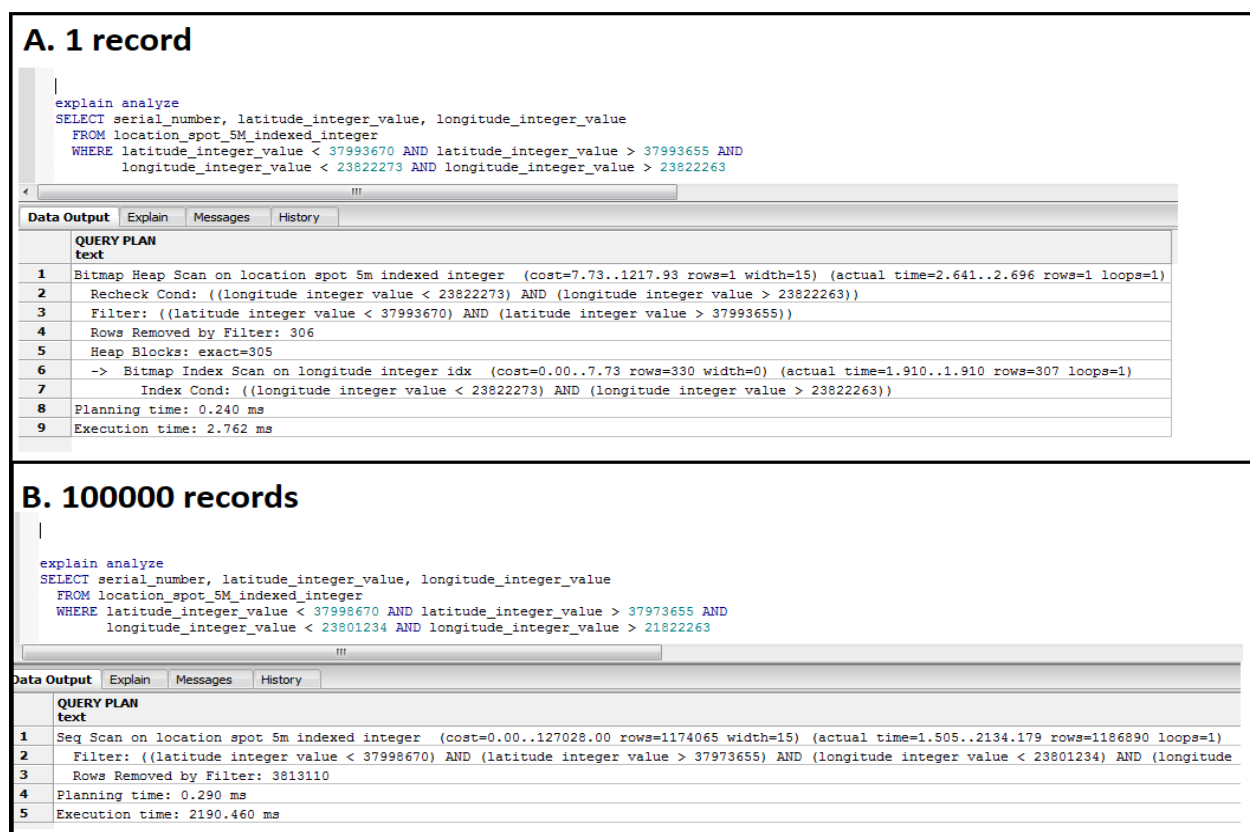 A. 1 record
explain analyze
SELECT serial_number, latitude_integer_value, longitude_integer_value
FROM location_spot_5M_indexed_integer
WHERE latitude_integer_value < 37993670 AND latitude_integer_value > 37993655 AND
longitude_integer_value < 23822273 AND longitude_integer_value > 23822263
Data Output Explain Messages History
QUERY PLAN
text
1 Bitmap Heap Scan on location spot 5m indexed integer (cost=7.73..1217.93 rows=1 width=15) (actual time=2.641..2.696 rows=1 loops=1)
2 Recheck Cond: ((longitude integer value < 23822273) AND (longitude integer value > 23822263))
3 Filter: ((latitude integer value < 37993670) AND (latitude integer value > 37993655))
4 Rows Removed by Filter: 306
5 Heap Blocks: exact=305
6 -> Bitmap Index Scan on longitude integer idx (cost=0.00..7.73 rows=330 width=0) (actual time=1.910..1.910 rows=307 loops=1)
7 Index Cond: ((longitude integer value < 23822273) AND (longitude integer value > 23822263))
8 Planning time: 0.240 ms
9 Execution time: 2.762 ms
B. 100000 records
explain analyze
SELECT serial_number, latitude_integer_value, longitude_integer_value
FROM location_spot_5M_indexed_integer
WHERE latitude_integer_value < 37998670 AND latitude_integer_value > 37973655 AND
longitude_integer_value < 23801234 AND longitude_integer_value > 21822263
Data Output Explain Messages History
QUERY PLAN
text
1 Seq Scan on location spot 5m indexed integer (cost=0.00..127028.00 rows=1174065 width=15) (actual time=1.505..2134.179 rows=1186890 loops=1)
2 Filter: ((latitude integer value < 37998670) AND (latitude integer value > 37973655) AND (longitude integer value < 23801234) AND (longitude
3 Rows Removed by Filter: 3813110
4 Planning time: 0.290 ms
5 Execution time: 2190.460 ms